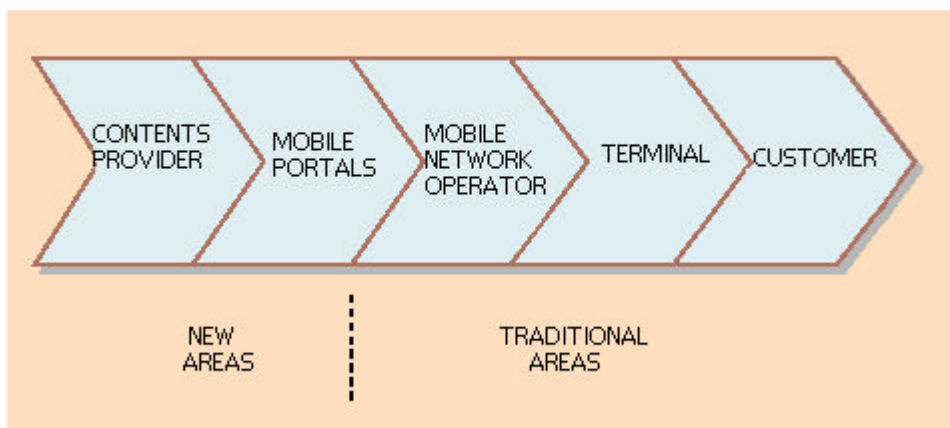 CONTENTS
PROVIDER
MOBILE
PORTALS
MOBILE
NETWORK
OPERATOR
TERMINAL
CUSTOMER
NEW
AREAS
TRADITIONAL
AREAS